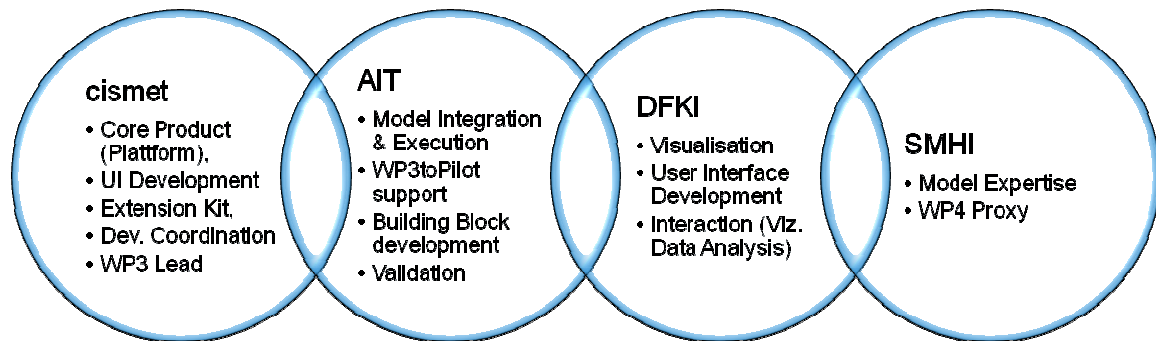 cismet
• Core Product
(Plattform),
• UI Development
• Extension Kit,
• Dev. Coordination
• WP3 Lead
AIT
• Model Integration
& Execution
• WP3toPilot
support
• Building Block
development
• Validation
DFKI
• Visualisation
• User Interface
Development
• Interaction (Viz.
Data Analysis)
SMHI
• Model Expertise
• WP4 Proxy